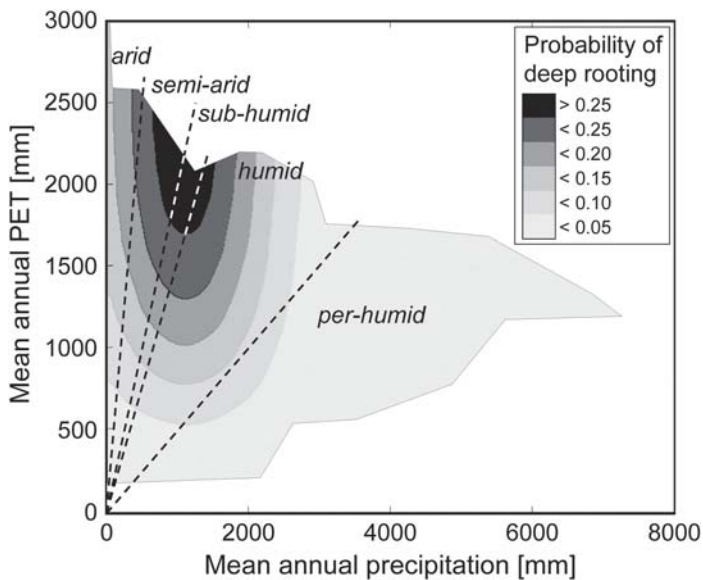 3000
2500
2000
1500
1000
500
0
Mean annual PET [mm]
arid
semi-arid
sub-humid
humid
per-humid
Probability of
deep rooting
> 0.25
< 0.25
< 0.20
< 0.15
< 0.10
< 0.05
0 2000 4000 6000 8000
Mean annual precipitation [mm]